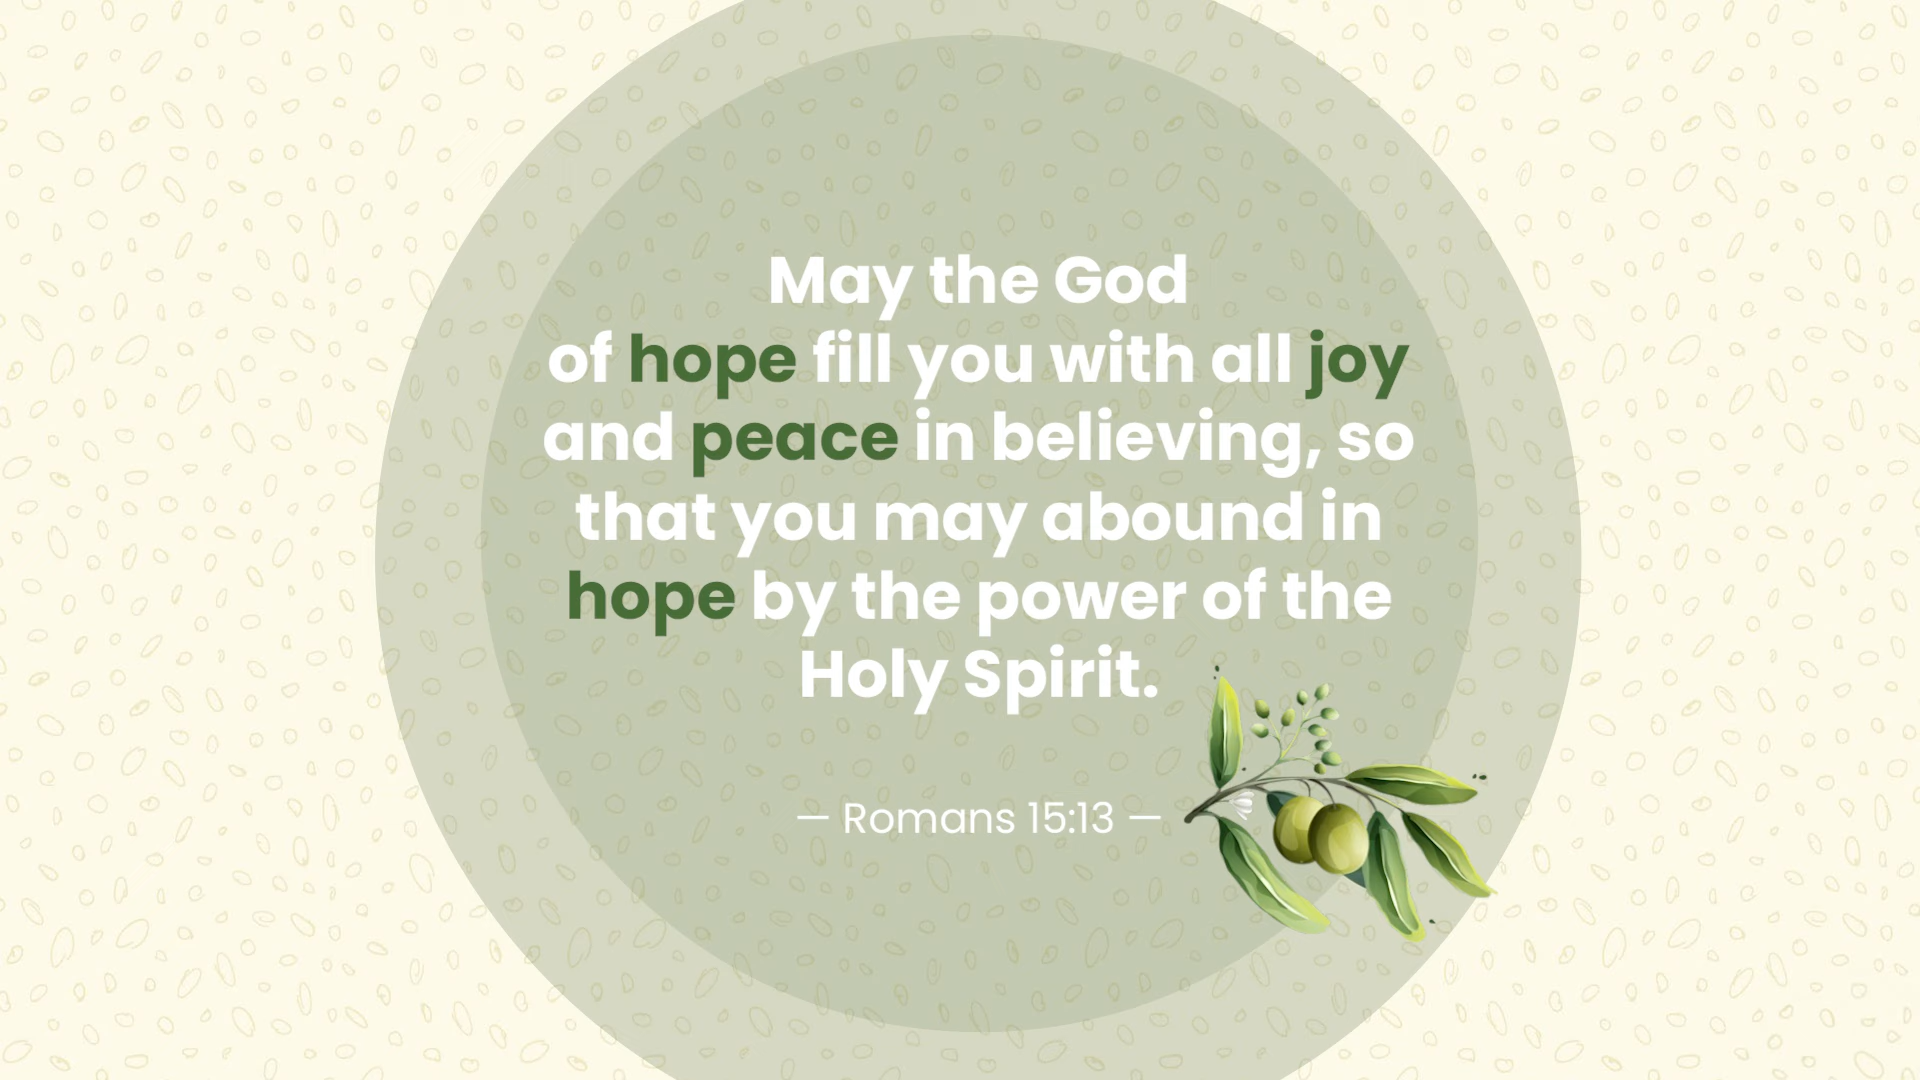 May the God
of hope fill you with all joy
and peace in believing, so
that you may abound in
hope by the power of the
Holy Spirit.
— Romans 15:13 —